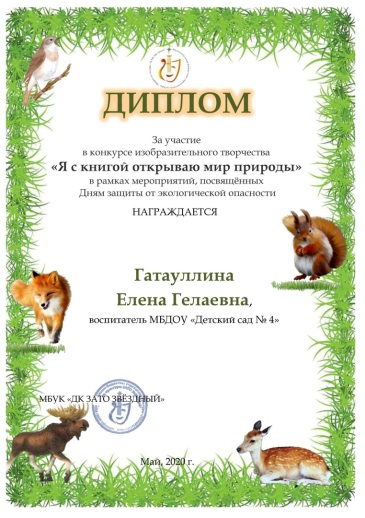 ДИПЛОМ
За участие
в конкурсе изобразительного творчества
«Я с книгой открываю мир природы»
в рамках мероприятий, посвящённых
Дням защиты от экологической опасности
НАГРАЖДАЕТСЯ
Гатауллина
Елена Гелаевна,
воспитатель МБДОУ «Детский сад № 4»
МБУК «ДК ЗАТО ЗВЁЗДНЫЙ»
Май, 2020 г.